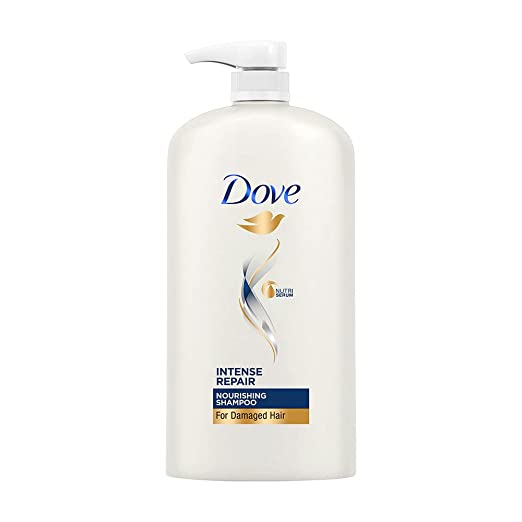 Dove
NUTRI
SERUM
INTENSE
REPAIR
NOURISHING
SHAMPOO
For Damaged Hair